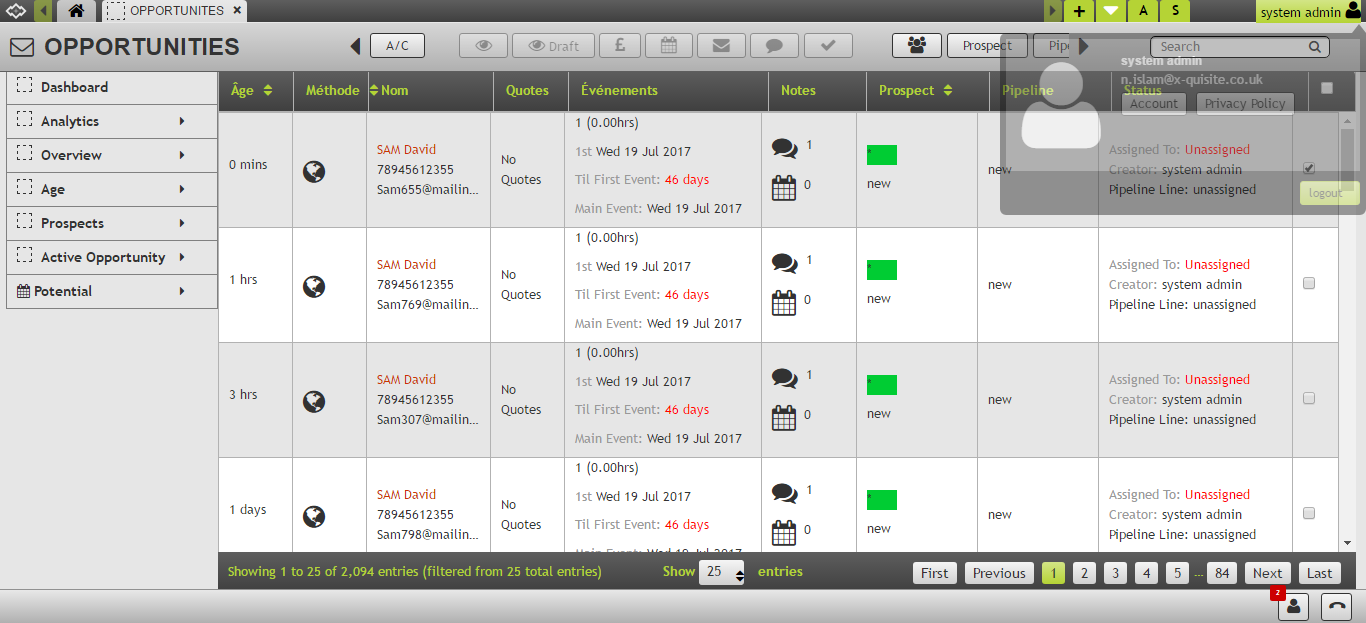 OPPORTUNITES ×
+
A
S
system admin
OPPORTUNITIES
A/C
Draft
£
Prospect
Search
system admin
n.islam@x-quisite.co.uk
Account
Privacy Policy
logout
Dashboard
Analytics
Overview
Age
Prospects
Active Opportunity
Potential
Âge
Méthode
Nom
Quotes
Événements
Notes
Prospect
Pipeline
Status
0 mins
SAM David
78945612355
Sam655@mailin...
No
Quotes
1 (0.00hrs)
1st Wed 19 Jul 2017
Til First Event: 46 days
Main Event: Wed 19 Jul 2017
1
0
*
new
new
Assigned To: Unassigned
Creator: system admin
Pipeline Line: unassigned
1 hrs
SAM David
78945612355
Sam769@mailin...
No
Quotes
1 (0.00hrs)
1st Wed 19 Jul 2017
Til First Event: 46 days
Main Event: Wed 19 Jul 2017
1
0
*
new
new
Assigned To: Unassigned
Creator: system admin
Pipeline Line: unassigned
3 hrs
SAM David
78945612355
Sam307@mailin...
No
Quotes
1 (0.00hrs)
1st Wed 19 Jul 2017
Til First Event: 46 days
Main Event: Wed 19 Jul 2017
1
0
*
new
new
Assigned To: Unassigned
Creator: system admin
Pipeline Line: unassigned
1 days
SAM David
78945612355
Sam798@mailin...
No
Quotes
1 (0.00hrs)
1st Wed 19 Jul 2017
Til First Event: 46 days
Main Event: Wed 19 Jul 2017
1
0
*
new
new
Assigned To: Unassigned
Creator: system admin
Pipeline Line: unassigned
Showing 1 to 25 of 2,094 entries (filtered from 25 total entries)
Show 25 entries
First Previous 1 2 3 4 5 ... 84 Next Last
2